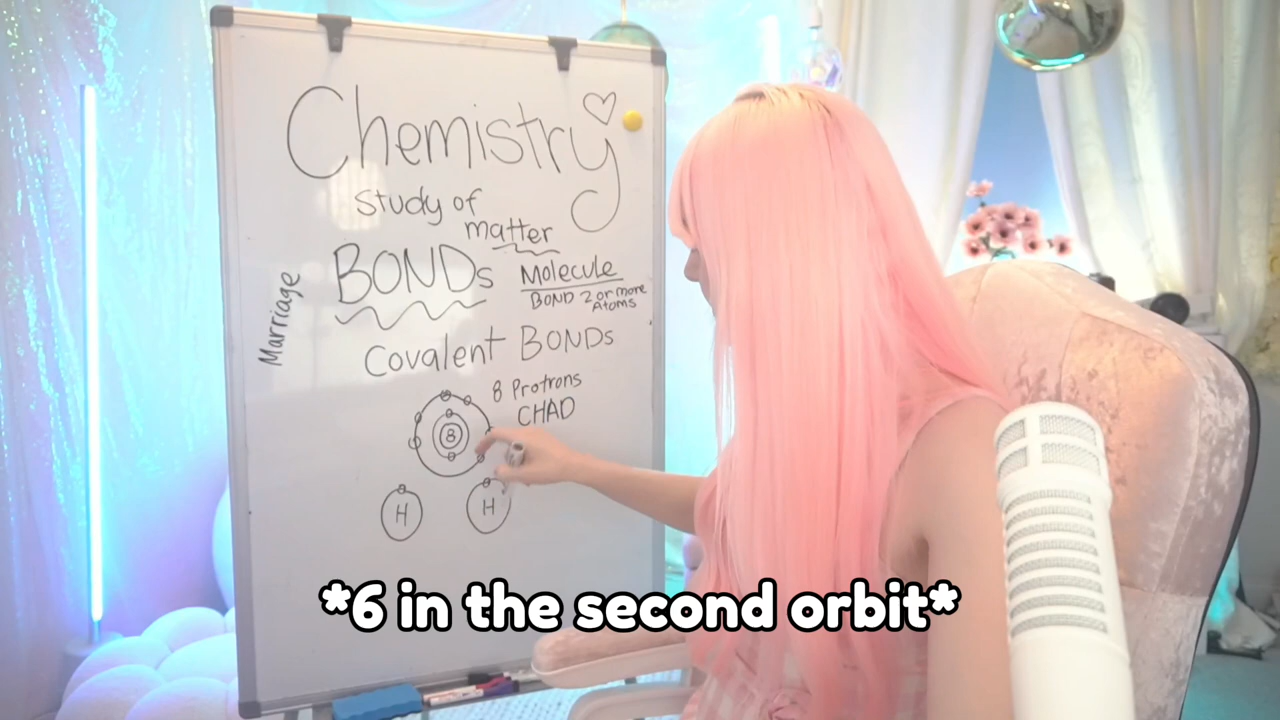 Chemistry
study of
matter
BONDs
Molecule
BOND 2 or more
Atoms
Marriage
Covalent BONDs
8 Protrons
CHAD
8
H
H
*6 in the second orbit*